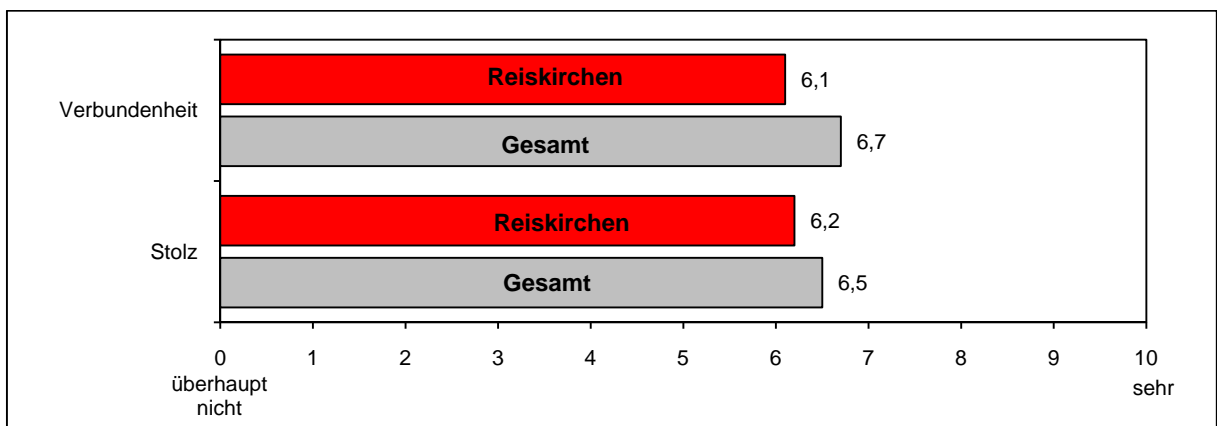 Reiskirchen
6,1
Verbundenheit
Gesamt
6,7
Reiskirchen
6,2
Stolz
Gesamt
6,5
0 1 2 3 4 5 6 7 8 9 10
überhaupt
nicht
sehr